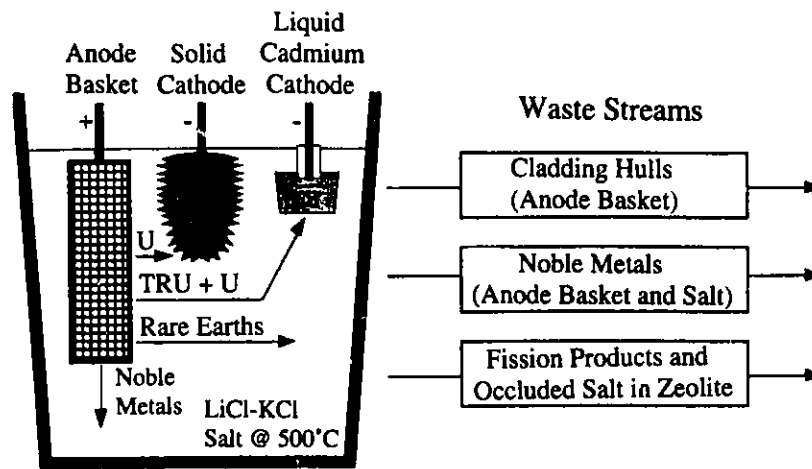 Anode
Basket
Solid
Cathode
Liquid
Cadmium
Cathode
+
-
-
U
TRU + U
Rare Earths
Noble
Metals
LiCl-KCl
Salt @ 500°C
Waste Streams
Cladding Hulls
(Anode Basket)
Noble Metals
(Anode Basket and Salt)
Fission Products and
Occluded Salt in Zeolite